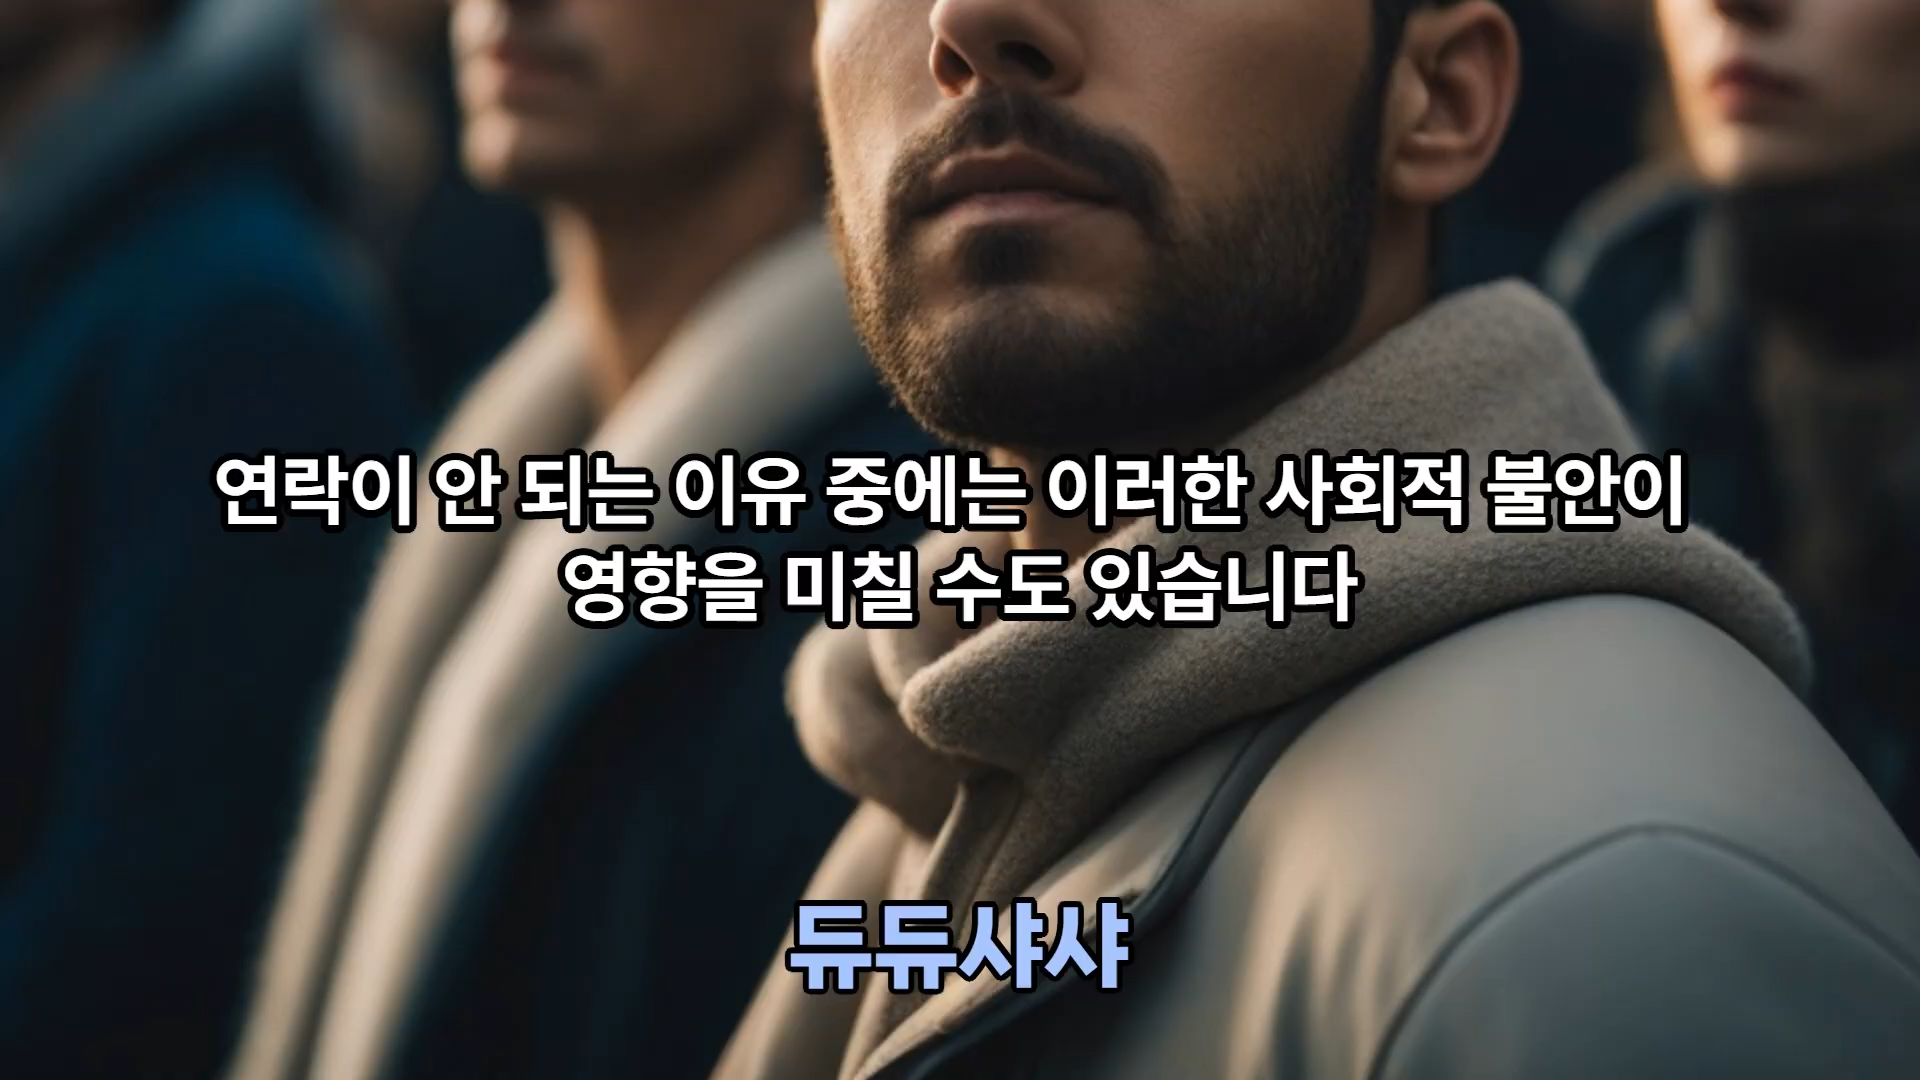 연락이 안 되는 이유 중에는 이러한 사회적 불안이
영향을 미칠 수도 있습니다
듀듀샤샤